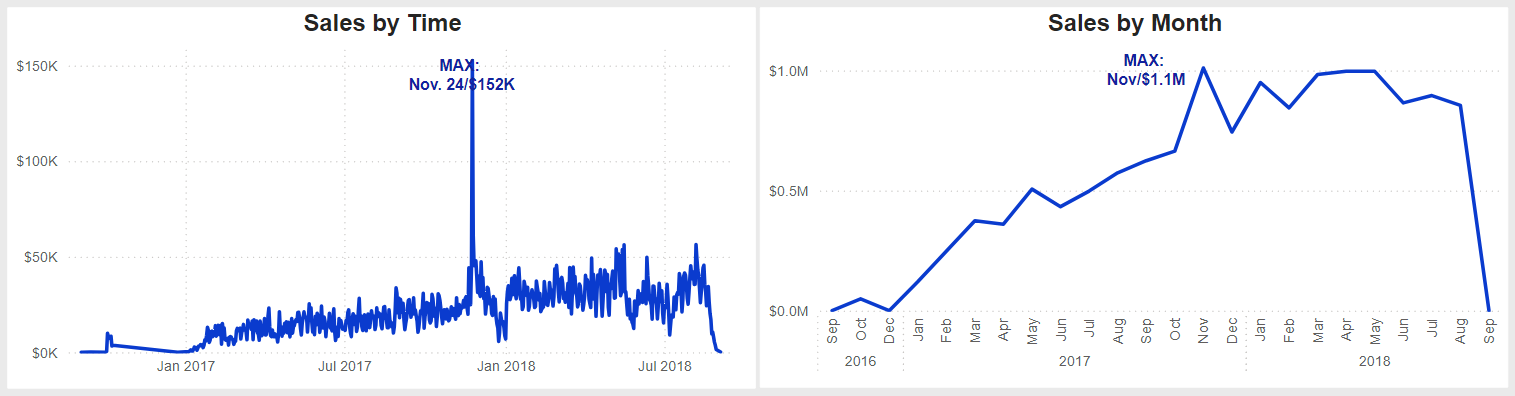 Sales by Time
MAX:
Nov. 24/$152K
$150K
$100K
$50K
$0K
Jan 2017
Jul 2017
Jan 2018
Jul 2018
Sales by Month
MAX:
Nov/$1.1M
$1.0M
$0.5M
$0.0M
Sep
Oct
Dec
Jan
Feb
Mar
Apr
May
Jun
Jul
Aug
Sep
Oct
Nov
Dec
Jan
Feb
Mar
Apr
May
Jun
Jul
Aug
Sep
2016
2017
2018